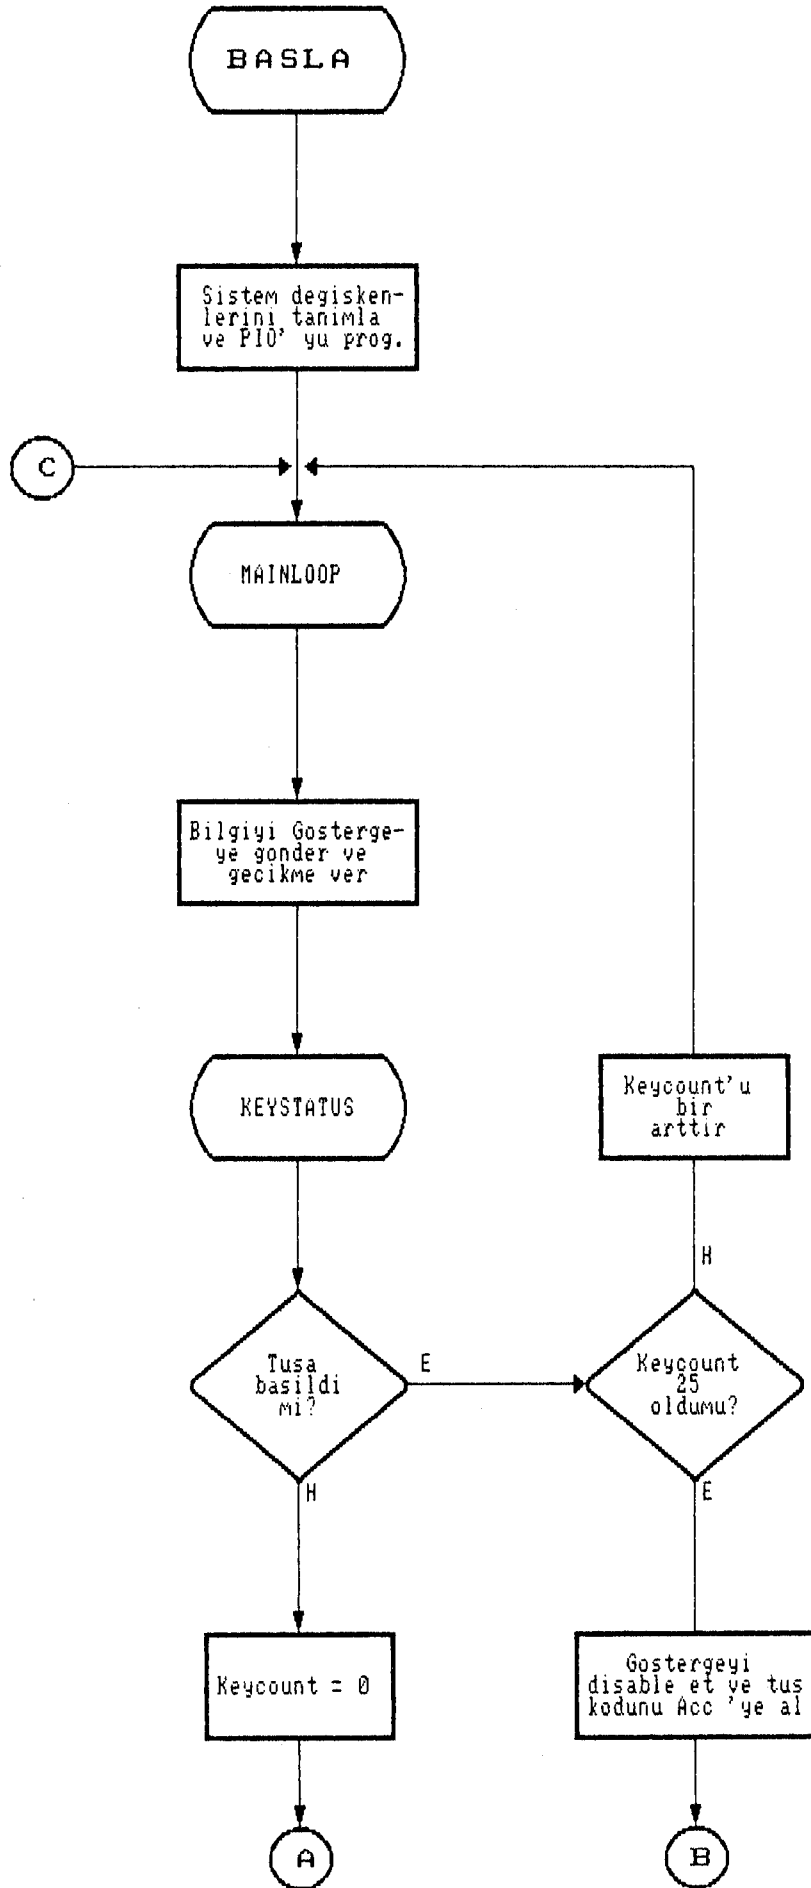 BASLA
Sistem degisken-
lerini tanimla
ve PIO' yu prog.
C
MAINLOOP
Bilgiyi Gosterge-
ye gonder ve
gecikme ver
KEYSTATUS
Keycount'u
bir
arttir
H
Tusa
basildi
mi?
E
Keycount
25
oldumu?
H
E
Keycount = 0
Gostergeyi
disable et ve tus
kodunu Acc 'ye al
A
B